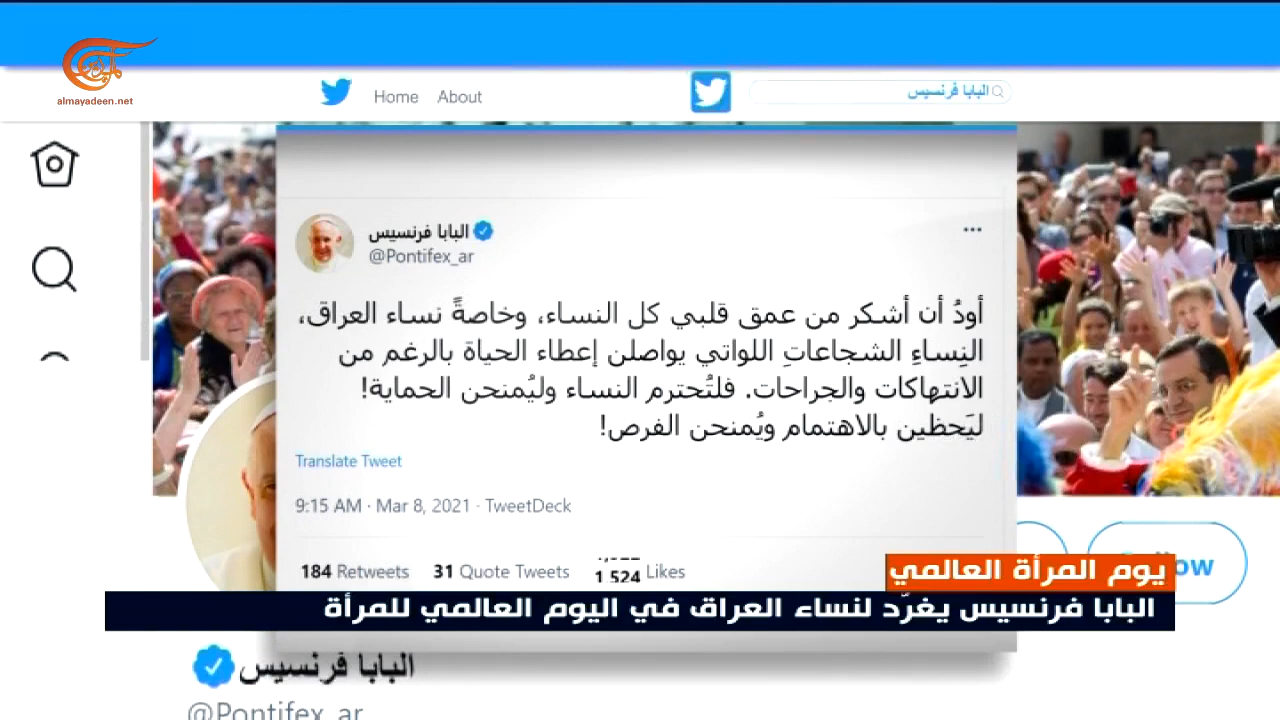 almayadeen.net
Home About
البابا فرنسيس
البابا فرنسيس
@Pontifex_ar
أودُ أن أشكر من عمق قلبي كل النساء، وخاصةً نساء العراق،
النِساءِ الشجاعاتِ اللواتي يواصلن إعطاء الحياة بالرغم من
الانتهاكات والجراحات. فلتُحترم النساء وليُمنحن الحماية!
ليَحظين بالاهتمام ويُمنحن الفرص!
Translate Tweet
9:15 AM · Mar 8, 2021 · TweetDeck
184 Retweets 31 Quote Tweets 1 524 Likes
يوم المرأة العالمي
البابا فرنسيس يغرّد لنساء العراق في اليوم العالمي للمرأة
البابا فرنسيس
@Pontifex_ar